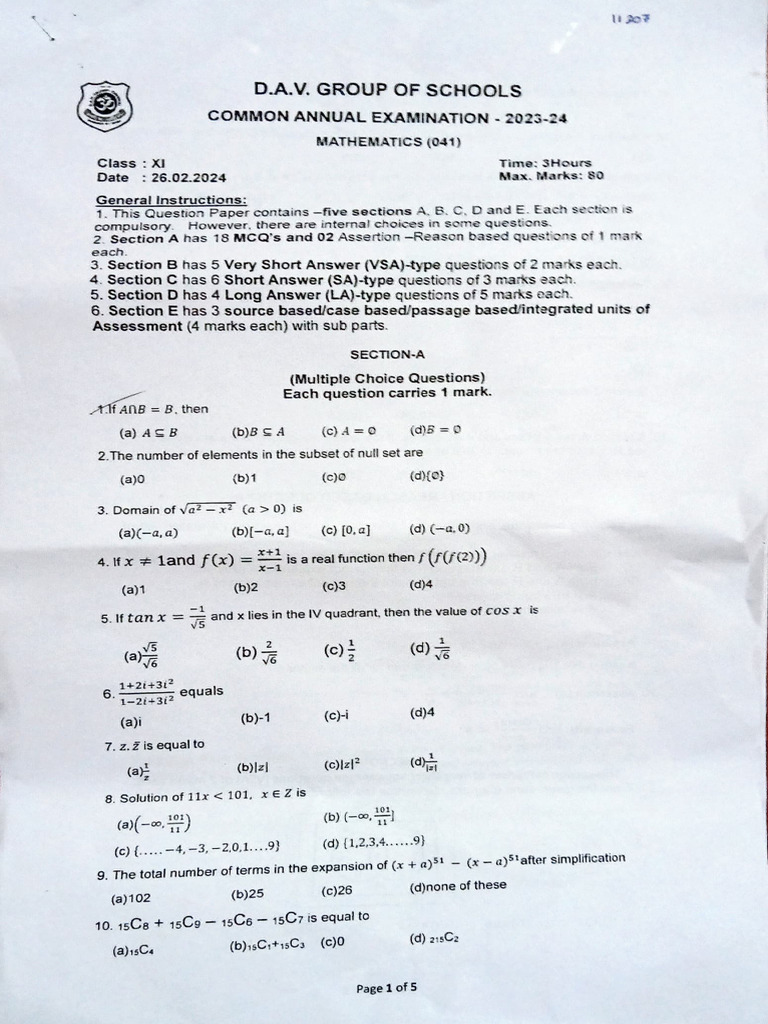 11 207
D.A.V. GROUP OF SCHOOLS
COMMON ANNUAL EXAMINATION - 2023-24
MATHEMATICS (041)
Class : XI Time: 3Hours
Date : 26.02.2024 Max. Marks: 80
General Instructions:
1. This Question Paper contains –five sections A, B, C, D and E. Each section is
compulsory. However, there are internal choices in some questions.
2. Section A has 18 MCQ's and 02 Assertion –Reason based questions of 1 mark
each.
3. Section B has 5 Very Short Answer (VSA)-type questions of 2 marks each.
4. Section C has 6 Short Answer (SA)-type questions of 3 marks each.
5. Section D has 4 Long Answer (LA)-type questions of 5 marks each.
6. Section E has 3 source based/case based/passage based/integrated units of
Assessment (4 marks each) with sub parts.
SECTION-A
(Multiple Choice Questions)
Each question carries 1 mark.
1.If A∩B = B, then
(a) A ⊆ B (b)B ⊆ A (c) A = ∅ (d)B = ∅
2.The number of elements in the subset of null set are
(a)0 (b)1 (c)∅ (d){∅}
3. Domain of √(a² − x²) (a > 0) is
(a)(−a, a) (b)[−a, a] (c) [0, a] (d) (−a, 0)
4. If x ≠ 1and f(x) = (x+1)/(x−1) is a real function then f(f(f(2)))
(a)1 (b)2 (c)3 (d)4
5. If tan x = −1/√5 and x lies in the IV quadrant, then the value of cos x is
(a)√5/√6 (b) 2/√6 (c) 1/2 (d) 1/√6
6. (1+2i+3i²)/(1−2i+3i²) equals
(a)i (b)-1 (c)-i (d)4
7. z. z̄ is equal to
(a)1/z (b)|z| (c)|z|² (d)1/|z|
8. Solution of 11x < 101, x ∈ Z is
(a)(−∞, 101/11) (b) (−∞, 101/11]
(c) {..... −4, −3, −2,0,1....9} (d) {1,2,3,4......9}
9. The total number of terms in the expansion of (x + a)⁵¹ − (x − a)⁵¹after simplification
(a)102 (b)25 (c)26 (d)none of these
10. ₁₅C₈ + ₁₅C₉ − ₁₅C₆ − ₁₅C₇ is equal to
(a)₁₅C₄ (b)₁₅C₁+₁₅C₃ (c)0 (d) ₂₁₅C₂
Page 1 of 5